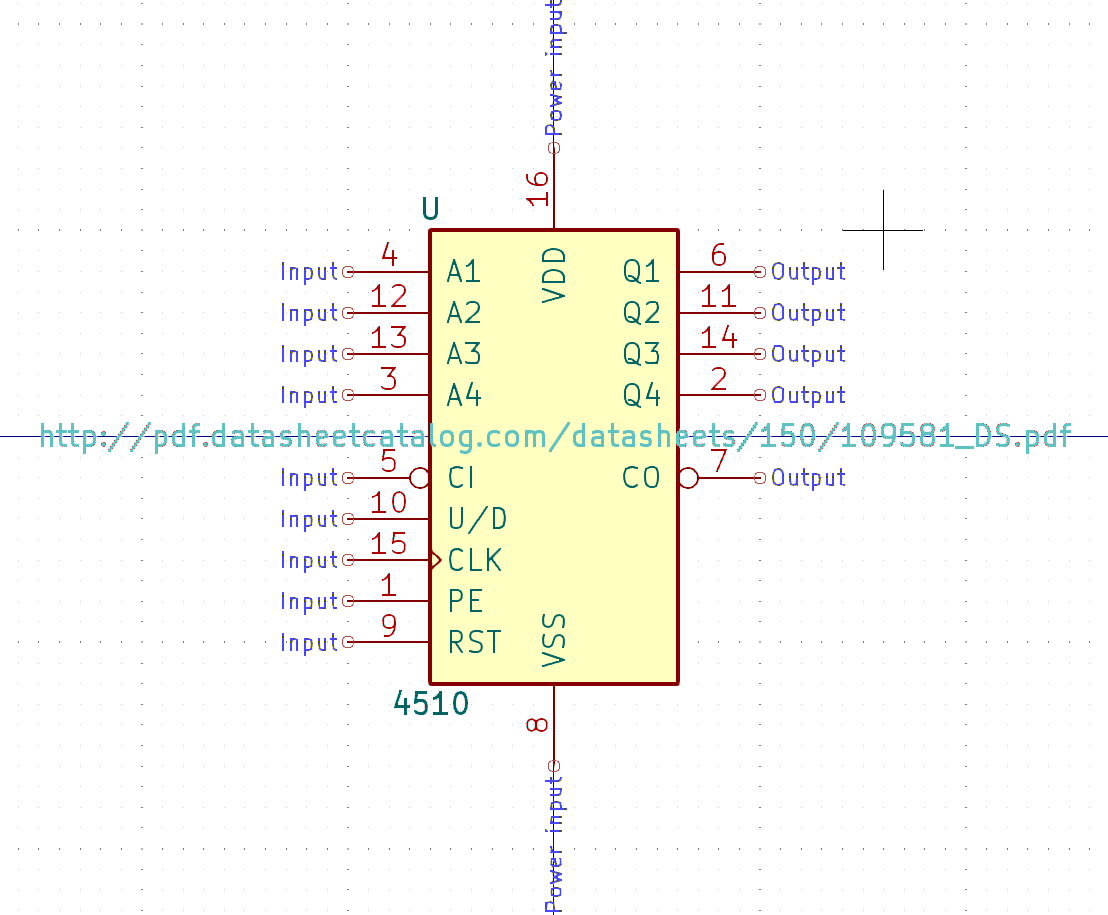 Power input
16
U
4
6
Input A1 VDD Q1 Output
12
11
Input A2 Q2 Output
13
14
Input A3 Q3 Output
3
2
Input A4 Q4 Output
http://pdf.datasheetcatalog.com/datasheets/150/109581_DS.pdf
5
7
Input CI CO Output
10
Input U/D
15
Input CLK
1
Input PE
9
Input RST VSS
4510
8
Power input